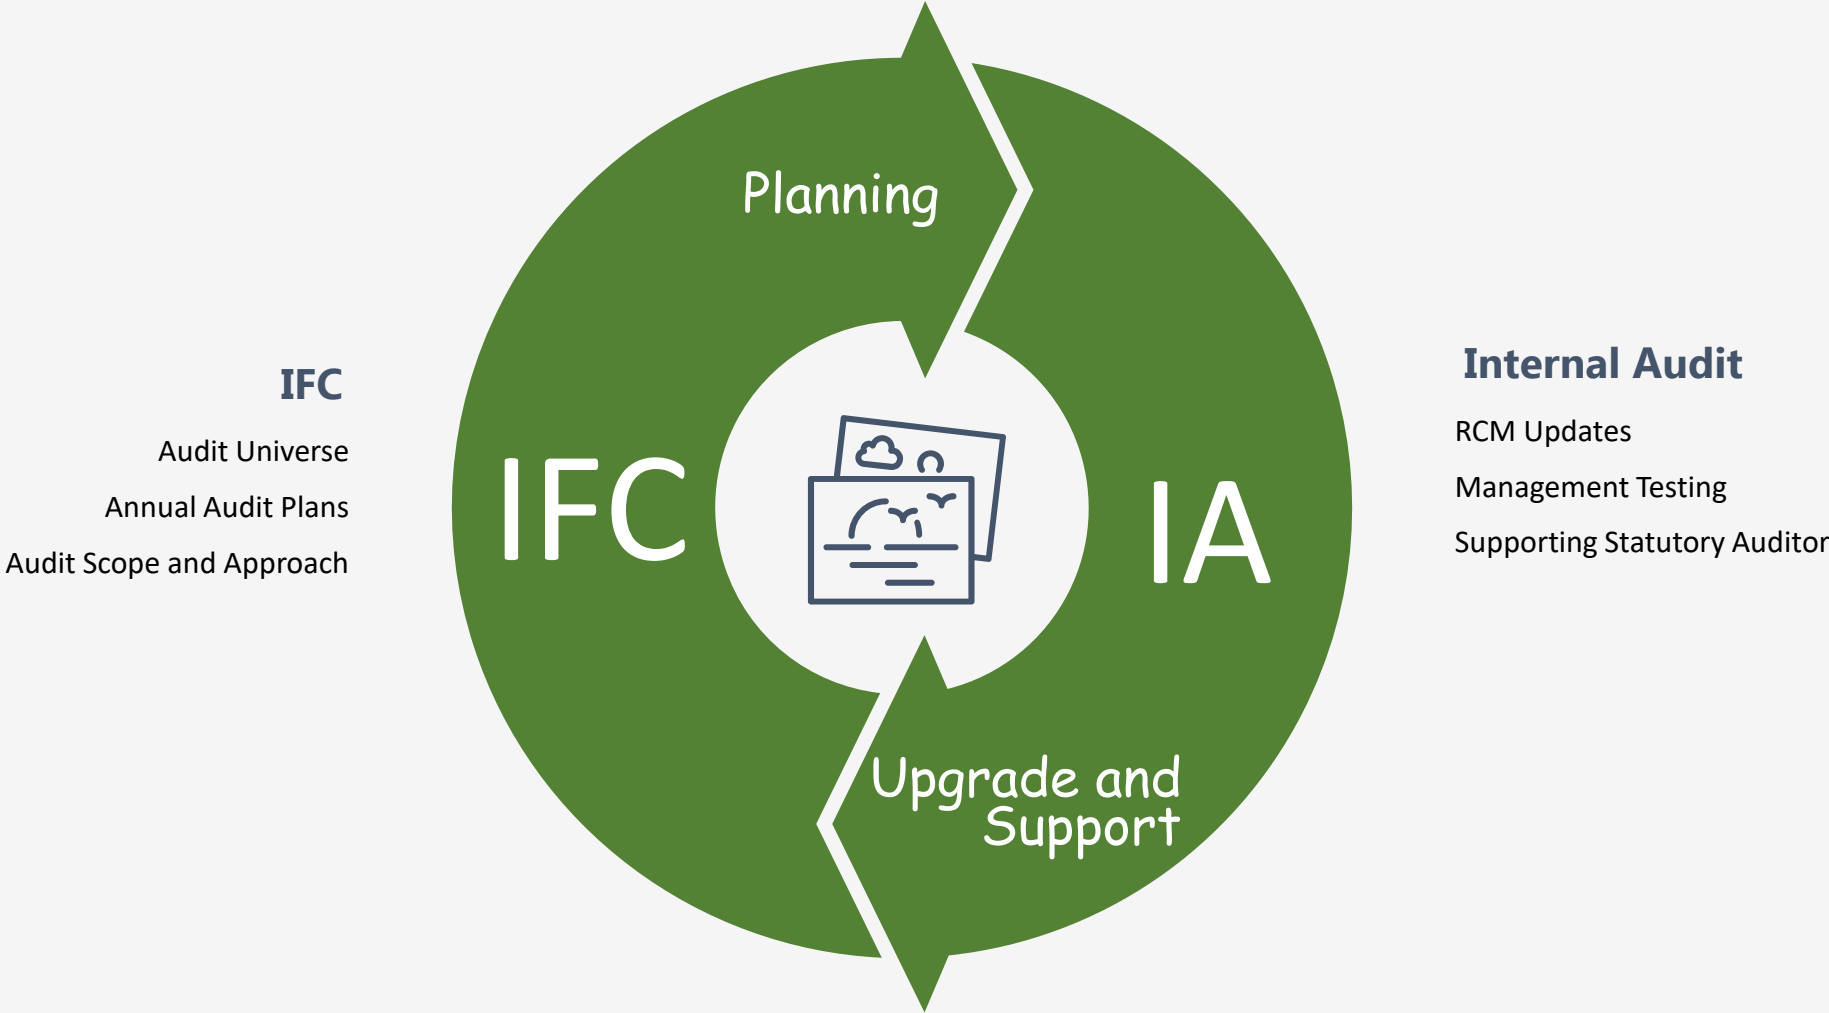 Planning
IFC
Audit Universe
Annual Audit Plans
Audit Scope and Approach
IFC
IA
Internal Audit
RCM Updates
Management Testing
Supporting Statutory Auditor
Upgrade and
Support